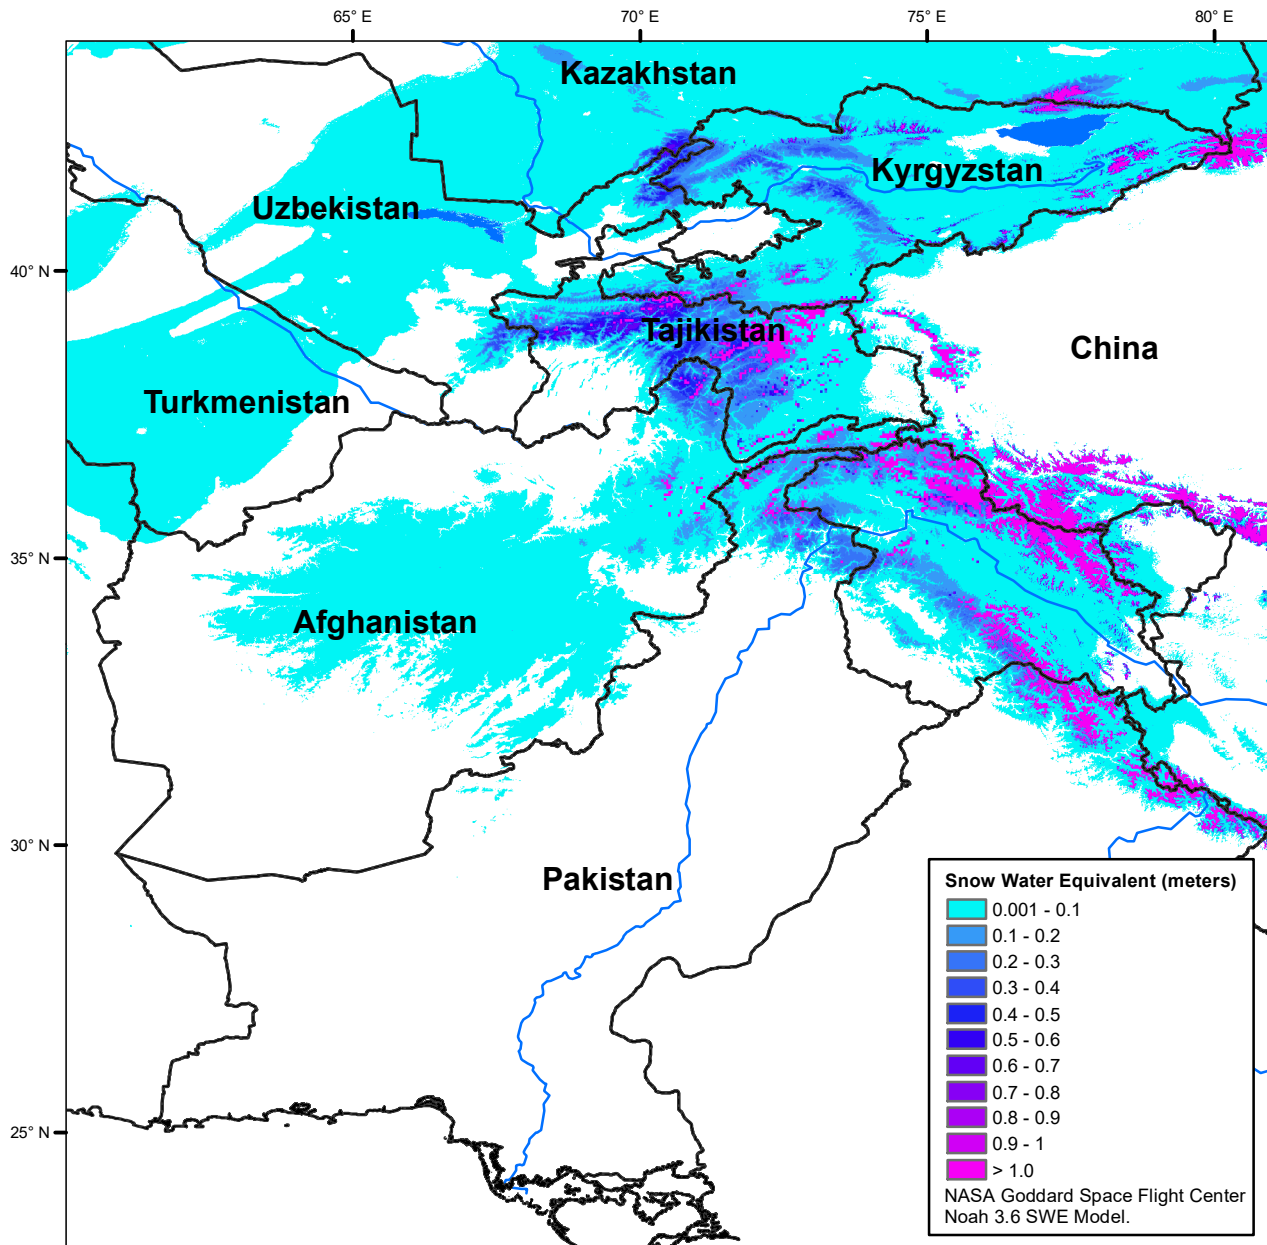 65° E
70° E
75° E
80° E
Kazakhstan
Kyrgyzstan
Uzbekistan
40° N
Tajikistan
China
Turkmenistan
35° N
Afghanistan
30° N
Pakistan
25° N
Snow Water Equivalent (meters)
0.001 - 0.1
0.1 - 0.2
0.2 - 0.3
0.3 - 0.4
0.4 - 0.5
0.5 - 0.6
0.6 - 0.7
0.7 - 0.8
0.8 - 0.9
0.9 - 1
> 1.0
NASA Goddard Space Flight Center
Noah 3.6 SWE Model.